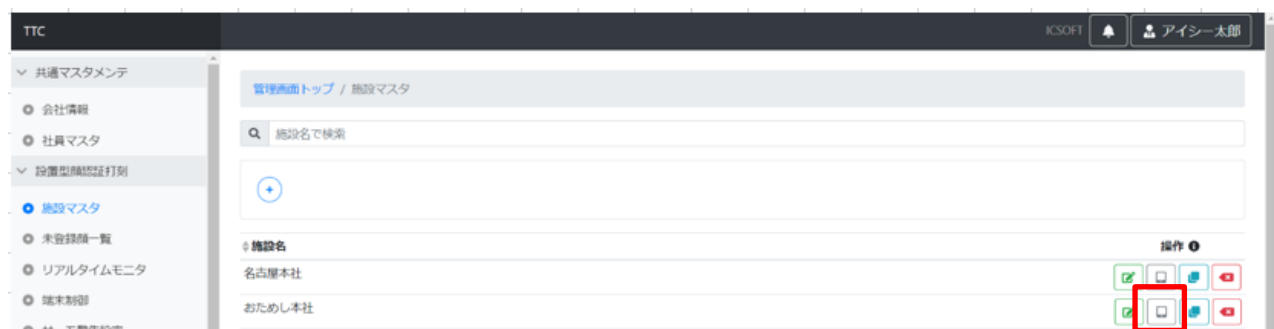 TTC
ICSOFT
アイシー太郎
共通マスタメンテ
会社情報
社員マスタ
設置型顔認証打刻
施設マスタ
未登録顔一覧
リアルタイムモニタ
端末制御
管理画面トップ / 施設マスタ
施設名で検索
施設名
操作
名古屋本社
おためし本社